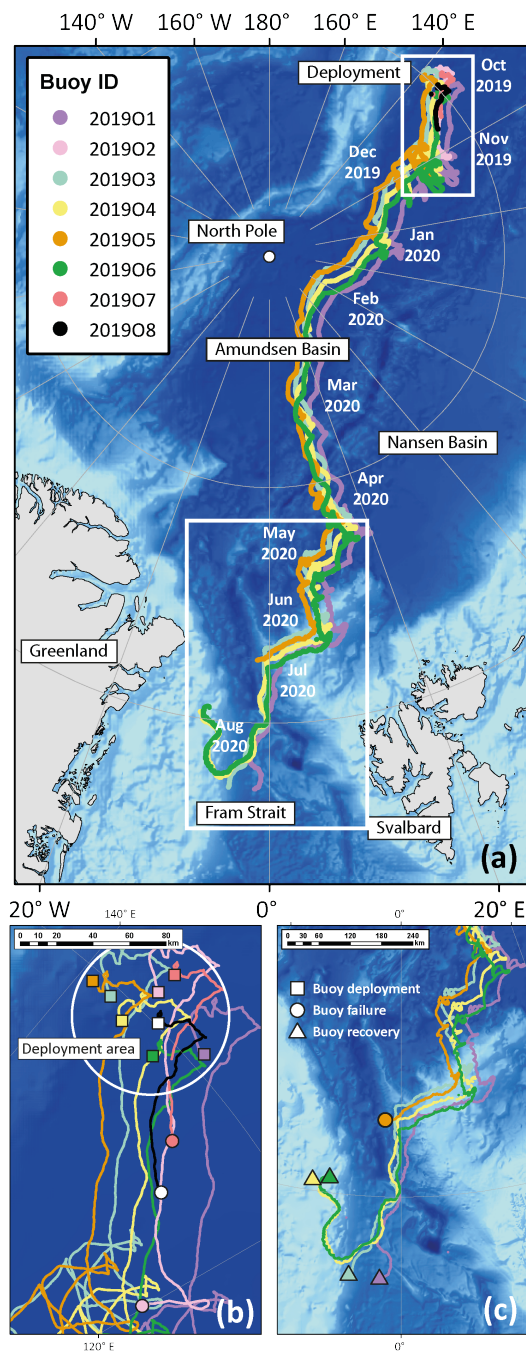 140° W
160° W
180°
160° E
140° E
Deployment
Oct
2019
Buoy ID
2019O1
2019O2
2019O3
2019O4
2019O5
2019O6
2019O7
2019O8
Nov
2019
Dec
2019
North Pole
Jan
2020
Feb
2020
Amundsen Basin
Mar
2020
Nansen Basin
Apr
2020
May
2020
Jun
2020
Greenland
Jul
2020
Aug
2020
Fram Strait
Svalbard
(a)
20° W
0°
20° E
140° E
0 10 20 40 60 80
km
Deployment area
(b)
120° E
0°
0 30 60 120 180 240
km
Buoy deployment
Buoy failure
Buoy recovery
(c)
0°